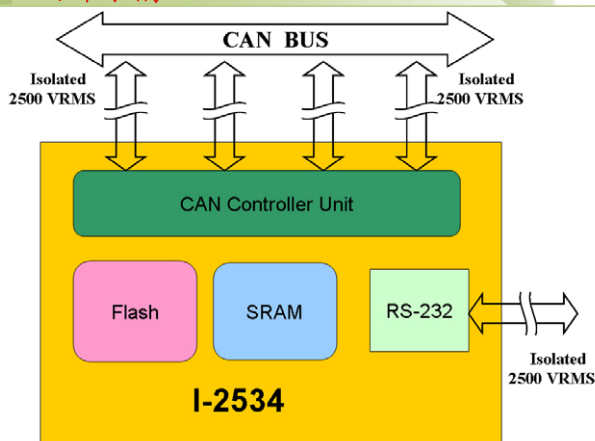 CAN BUS
Isolated
2500 VRMS
Isolated
2500 VRMS
CAN Controller Unit
Flash
SRAM
RS-232
Isolated
2500 VRMS
I-2534